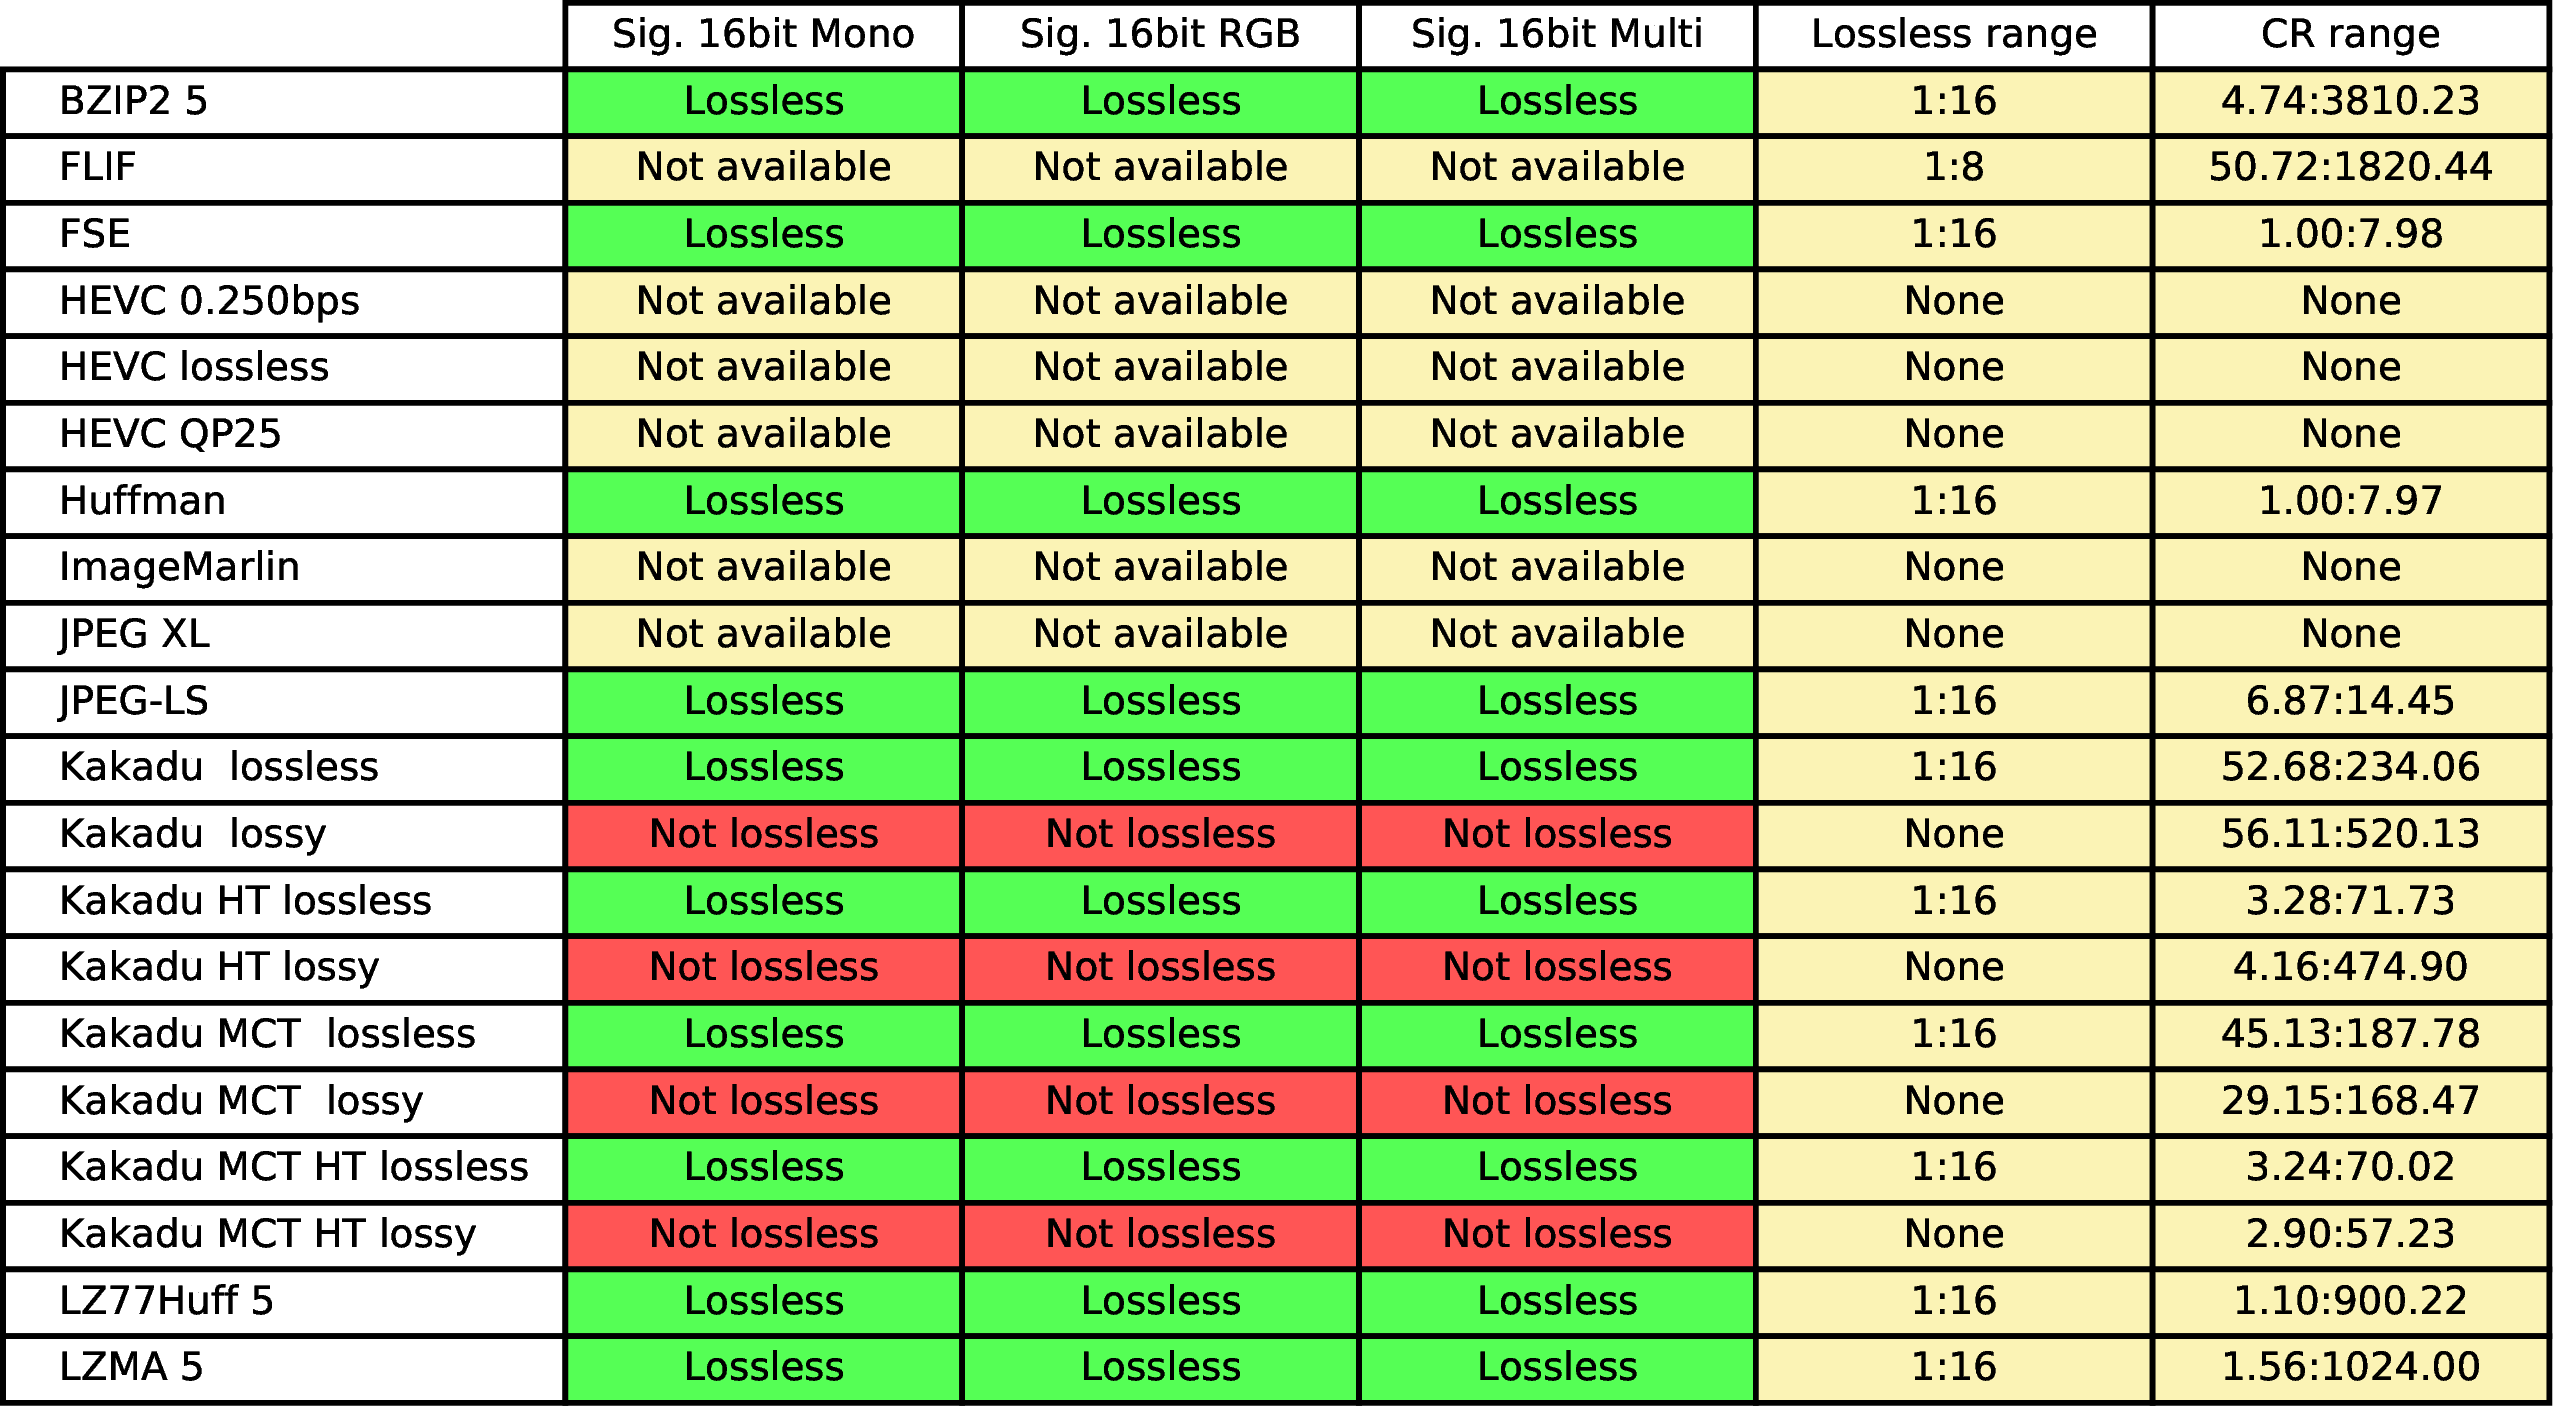 Sig. 16bit Mono Sig. 16bit RGB Sig. 16bit Multi Lossless range CR range
BZIP2 5 Lossless Lossless Lossless 1:16 4.74:3810.23
FLIF Not available Not available Not available 1:8 50.72:1820.44
FSE Lossless Lossless Lossless 1:16 1.00:7.98
HEVC 0.250bps Not available Not available Not available None None
HEVC lossless Not available Not available Not available None None
HEVC QP25 Not available Not available Not available None None
Huffman Lossless Lossless Lossless 1:16 1.00:7.97
ImageMarlin Not available Not available Not available None None
JPEG XL Not available Not available Not available None None
JPEG-LS Lossless Lossless Lossless 1:16 6.87:14.45
Kakadu lossless Lossless Lossless Lossless 1:16 52.68:234.06
Kakadu lossy Not lossless Not lossless Not lossless None 56.11:520.13
Kakadu HT lossless Lossless Lossless Lossless 1:16 3.28:71.73
Kakadu HT lossy Not lossless Not lossless Not lossless None 4.16:474.90
Kakadu MCT lossless Lossless Lossless Lossless 1:16 45.13:187.78
Kakadu MCT lossy Not lossless Not lossless Not lossless None 29.15:168.47
Kakadu MCT HT lossless Lossless Lossless Lossless 1:16 3.24:70.02
Kakadu MCT HT lossy Not lossless Not lossless Not lossless None 2.90:57.23
LZ77Huff 5 Lossless Lossless Lossless 1:16 1.10:900.22
LZMA 5 Lossless Lossless Lossless 1:16 1.56:1024.00